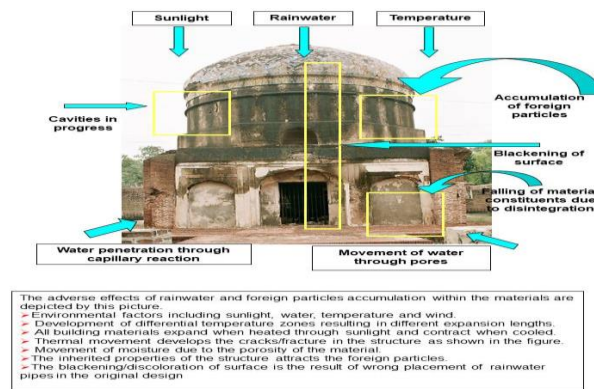 Sunlight
Rainwater
Temperature
Cavities in
progress
Accumulation
of foreign
particles
Blackening of
surface
Falling of material
constituents due
to disintegration
Water penetration through
capillary reaction
Movement of water
through pores
The adverse effects of rainwater and foreign particles accumulation within the materials are
depicted by this picture.
➤Environmental factors including sunlight, water, temperature and wind.
➤Development of differential temperature zones resulting in different expansion lengths.
➤All building materials expand when heated through sunlight and contract when cooled.
➤Thermal movement develops the cracks/fracture in the structure as shown in the figure.
➤Movement of moisture due to the porosity of the material.
➤The inherited properties of the structure attracts the foreign particles.
➤The blackening/discoloration of surface is the result of wrong placement of rainwater
pipes in the original design